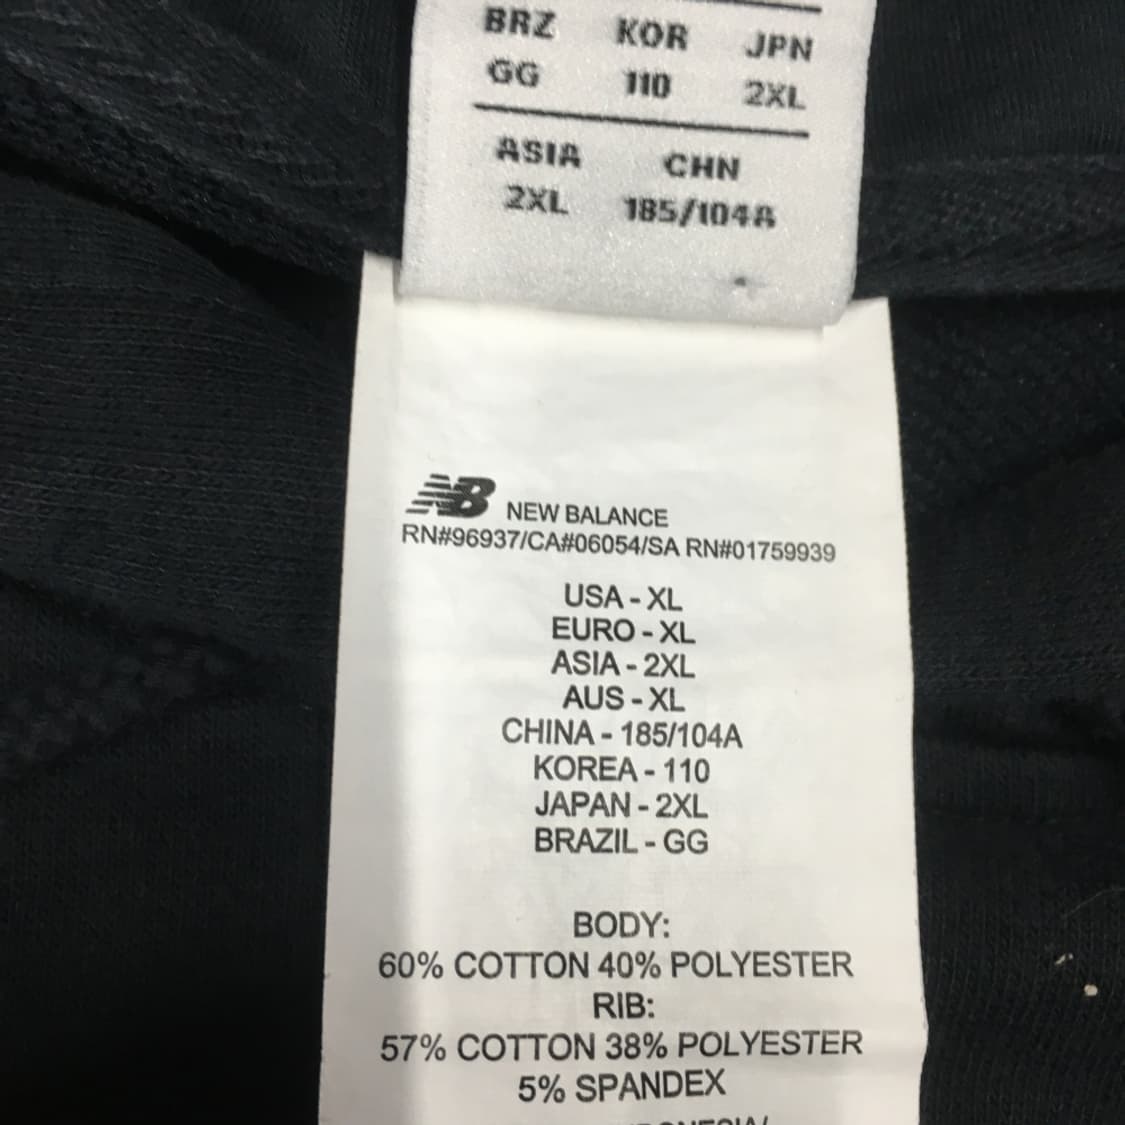 BRZ KOR JPN
GG 110 2XL
ASIA CHN
2XL 185/104A
NB NEW BALANCE
RN#96937/CA#06054/SA RN#01759939
USA - XL
EURO - XL
ASIA - 2XL
AUS - XL
CHINA - 185/104A
KOREA - 110
JAPAN - 2XL
BRAZIL - GG
BODY:
60% COTTON 40% POLYESTER
RIB:
57% COTTON 38% POLYESTER
5% SPANDEX